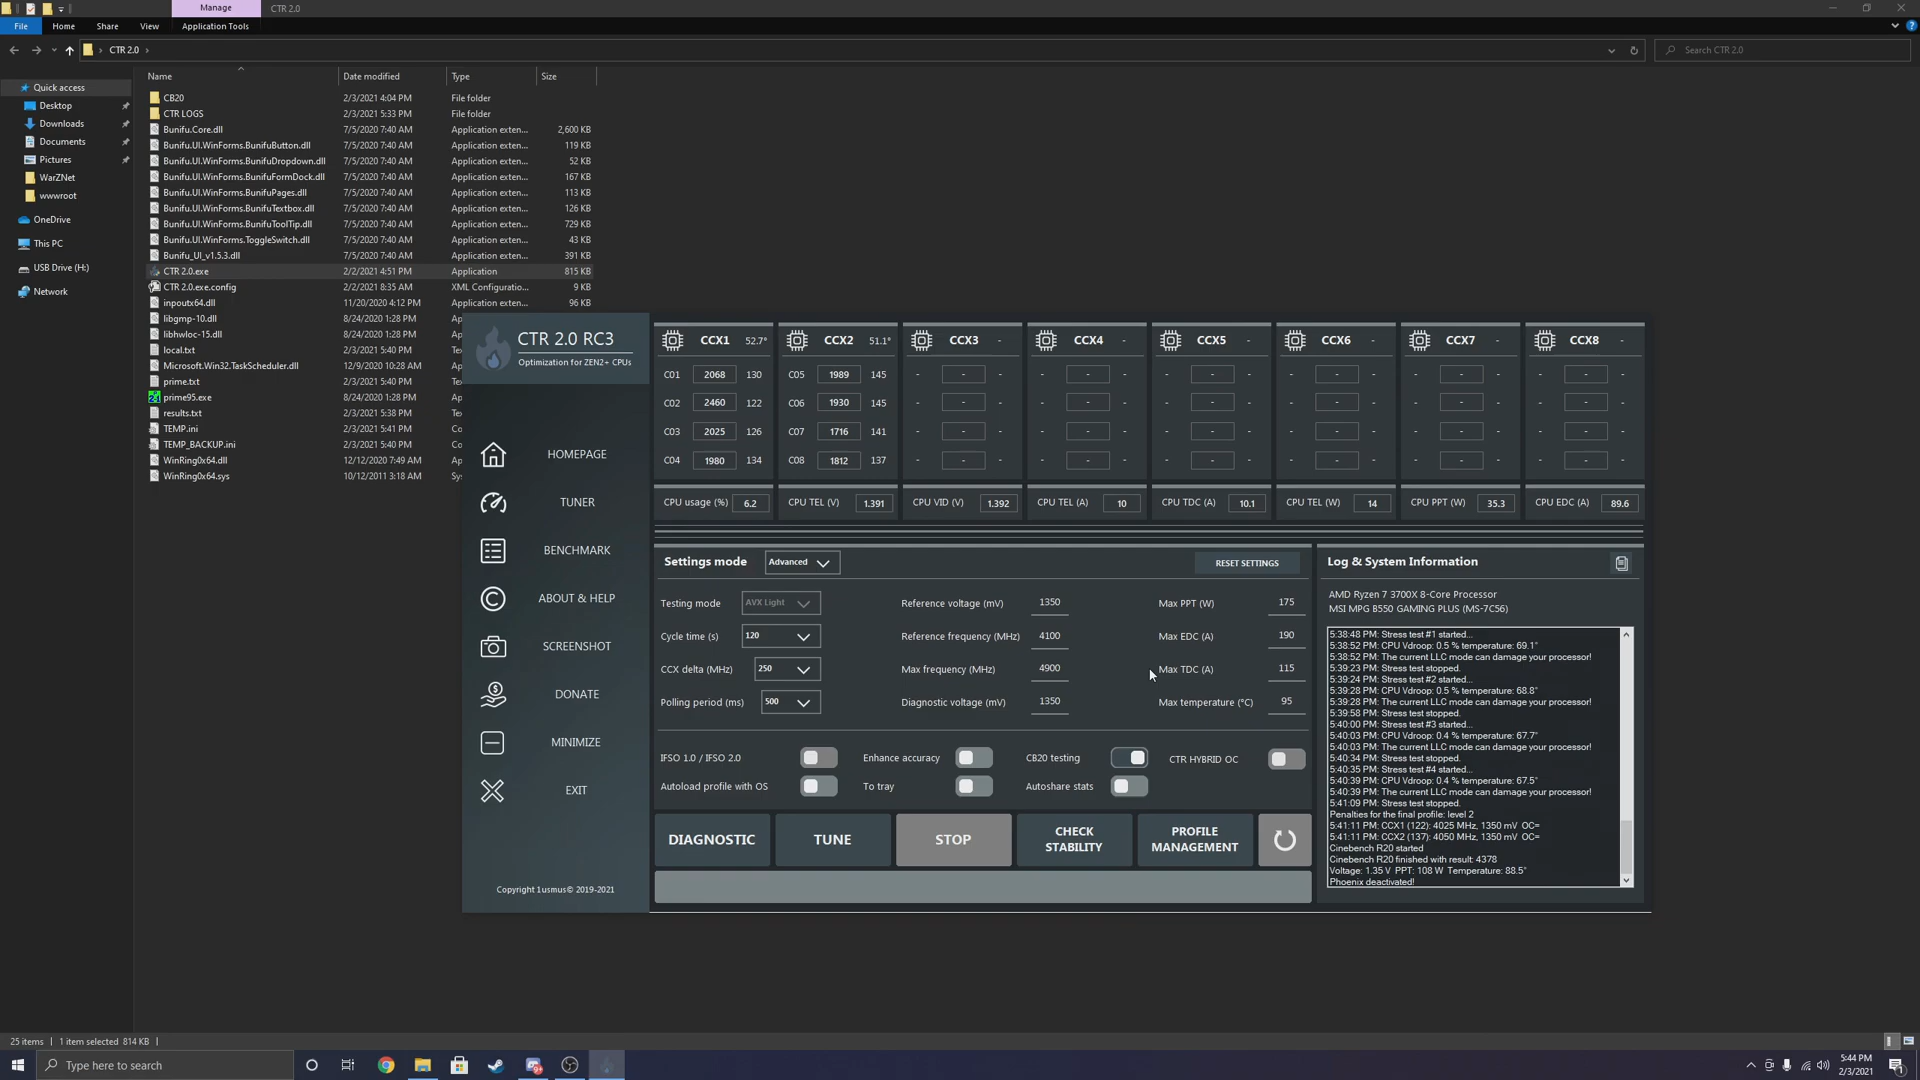 Manage
CTR 2.0
File
Home
Share
View
Application Tools
CTR 2.0
Search CTR 2.0
Name
Date modified
Type
Size
Quick access
Desktop
Downloads
Documents
Pictures
WarZNet
wwwroot
OneDrive
This PC
USB Drive (H:)
Network
CB20 2/3/2021 4:04 PM File folder
CTR LOGS 2/3/2021 5:33 PM File folder
Bunifu.Core.dll 7/5/2020 7:40 AM Application exten... 2,600 KB
Bunifu.UI.WinForms.BunifuButton.dll 7/5/2020 7:40 AM Application exten... 119 KB
Bunifu.UI.WinForms.BunifuDropdown.dll 7/5/2020 7:40 AM Application exten... 52 KB
Bunifu.UI.WinForms.BunifuFormDock.dll 7/5/2020 7:40 AM Application exten... 167 KB
Bunifu.UI.WinForms.BunifuPages.dll 7/5/2020 7:40 AM Application exten... 113 KB
Bunifu.UI.WinForms.BunifuTextbox.dll 7/5/2020 7:40 AM Application exten... 126 KB
Bunifu.UI.WinForms.BunifuToolTip.dll 7/5/2020 7:40 AM Application exten... 729 KB
Bunifu.UI.WinForms.ToggleSwitch.dll 7/5/2020 7:40 AM Application exten... 43 KB
Bunifu_UI_v1.5.3.dll 7/5/2020 7:40 AM Application exten... 391 KB
CTR 2.0.exe 2/2/2021 4:51 PM Application 815 KB
CTR 2.0.exe.config 2/2/2021 8:35 AM XML Configuratio... 9 KB
inpoutx64.dll 11/20/2020 4:12 PM Application exten... 96 KB
libgmp-10.dll 8/24/2020 1:28 PM Ap
libhwloc-15.dll 8/24/2020 1:28 PM Ap
local.txt 2/3/2021 5:40 PM Te
Microsoft.Win32.TaskScheduler.dll 12/9/2020 10:28 AM Ap
prime.txt 2/3/2021 5:40 PM Te
prime95.exe 8/24/2020 1:28 PM Ap
results.txt 2/3/2021 5:38 PM Te
TEMP.ini 2/3/2021 5:41 PM Co
TEMP_BACKUP.ini 2/3/2021 5:40 PM Co
WinRing0x64.dll 12/12/2020 7:49 AM Ap
WinRing0x64.sys 10/12/2011 3:18 AM Sy
CTR 2.0 RC3
Optimization for ZEN2+ CPUs
HOMEPAGE
TUNER
BENCHMARK
ABOUT & HELP
SCREENSHOT
DONATE
MINIMIZE
EXIT
Copyright 1usmus© 2019-2021
CCX1 52.7° CCX2 51.1° CCX3 - CCX4 - CCX5 - CCX6 - CCX7 - CCX8 -
C01 2068 130 C05 1989 145 - - - - - - - - - - - - - - - - - -
C02 2460 122 C06 1930 145 - - - - - - - - - - - - - - - - - -
C03 2025 126 C07 1716 141 - - - - - - - - - - - - - - - - - -
C04 1980 134 C08 1812 137 - - - - - - - - - - - - - - - - - -
CPU usage (%) 6.2 CPU TEL (V) 1.391 CPU VID (V) 1.392 CPU TEL (A) 10 CPU TDC (A) 10.1 CPU TEL (W) 14 CPU PPT (W) 35.3 CPU EDC (A) 89.6
Settings mode Advanced RESET SETTINGS
Testing mode AVX Light Reference voltage (mV) 1350 Max PPT (W) 175
Cycle time (s) 120 Reference frequency (MHz) 4100 Max EDC (A) 190
CCX delta (MHz) 250 Max frequency (MHz) 4900 Max TDC (A) 115
Polling period (ms) 500 Diagnostic voltage (mV) 1350 Max temperature (°C) 95
IFSO 1.0 / IFSO 2.0 Enhance accuracy CB20 testing CTR HYBRID OC
Autoload profile with OS To tray Autoshare stats
DIAGNOSTIC
TUNE
STOP
CHECK
STABILITY
PROFILE
MANAGEMENT
Log & System Information
AMD Ryzen 7 3700X 8-Core Processor
MSI MPG B550 GAMING PLUS (MS-7C56)
5:38:48 PM: Stress test #1 started...
5:38:52 PM: CPU Vdroop: 0.5 % temperature: 69.1°
5:38:52 PM: The current LLC mode can damage your processor!
5:39:23 PM: Stress test stopped.
5:39:24 PM: Stress test #2 started...
5:39:28 PM: CPU Vdroop: 0.5 % temperature: 68.8°
5:39:28 PM: The current LLC mode can damage your processor!
5:39:58 PM: Stress test stopped.
5:40:00 PM: Stress test #3 started...
5:40:03 PM: CPU Vdroop: 0.4 % temperature: 67.7°
5:40:03 PM: The current LLC mode can damage your processor!
5:40:34 PM: Stress test stopped.
5:40:35 PM: Stress test #4 started...
5:40:39 PM: CPU Vdroop: 0.4 % temperature: 67.5°
5:40:39 PM: The current LLC mode can damage your processor!
5:41:09 PM: Stress test stopped.
Penalties for the final profile: level 2
5:41:11 PM: CCX1 (122): 4025 MHz, 1350 mV OC=
5:41:11 PM: CCX2 (137): 4050 MHz, 1350 mV OC=
Cinebench R20 started
Cinebench R20 finished with result: 4378
Voltage: 1.35 V PPT: 108 W Temperature: 88.5°
Phoenix deactivated!
25 items 1 item selected 814 KB
Type here to search
5:44 PM
2/3/2021